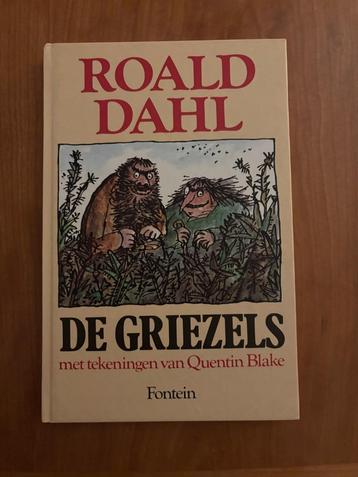 ROALD
DAHL
DE GRIEZELS
met tekeningen van Quentin Blake
Fontein